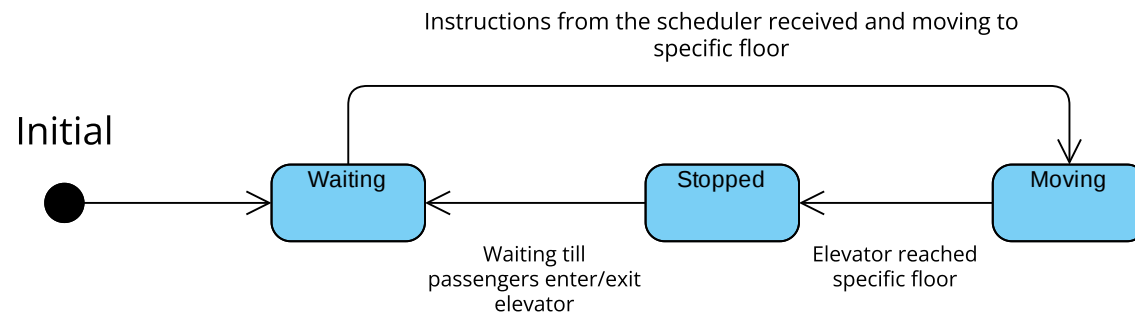 Instructions from the scheduler received and moving to
specific floor
Initial
Waiting
Stopped
Moving
Waiting till
passengers enter/exit
elevator
Elevator reached
specific floor